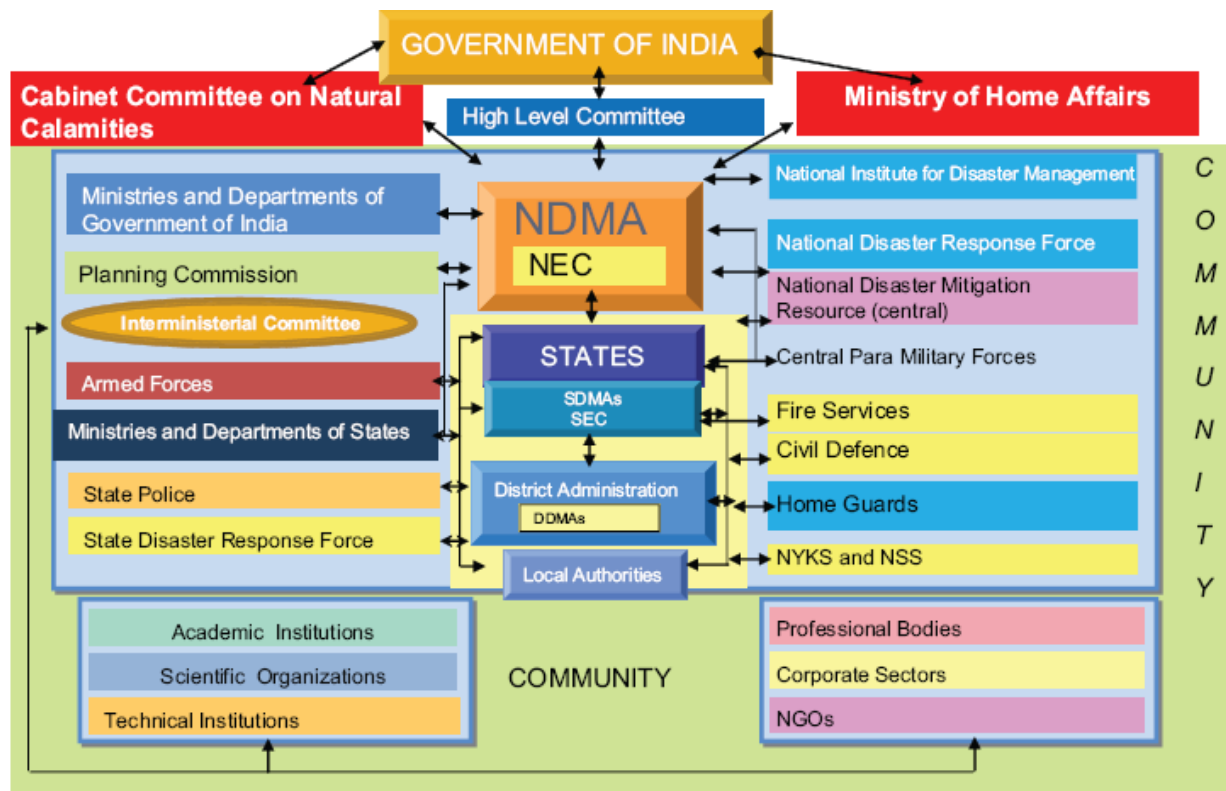 GOVERNMENT OF INDIA
Cabinet Committee on Natural
Calamities
High Level Committee
Ministry of Home Affairs
Ministries and Departments of
Government of India
Planning Commission
Interministerial Committee
Armed Forces
Ministries and Departments of States
State Police
State Disaster Response Force
NDMA
NEC
STATES
SDMAs
SEC
District Administration
DDMAs
Local Authorities
National Institute for Disaster Management
National Disaster Response Force
National Disaster Mitigation
Resource (central)
Central Para Military Forces
Fire Services
Civil Defence
Home Guards
NYKS and NSS
COMMUNITY
Academic Institutions
Scientific Organizations
Technical Institutions
COMMUNITY
Professional Bodies
Corporate Sectors
NGOs